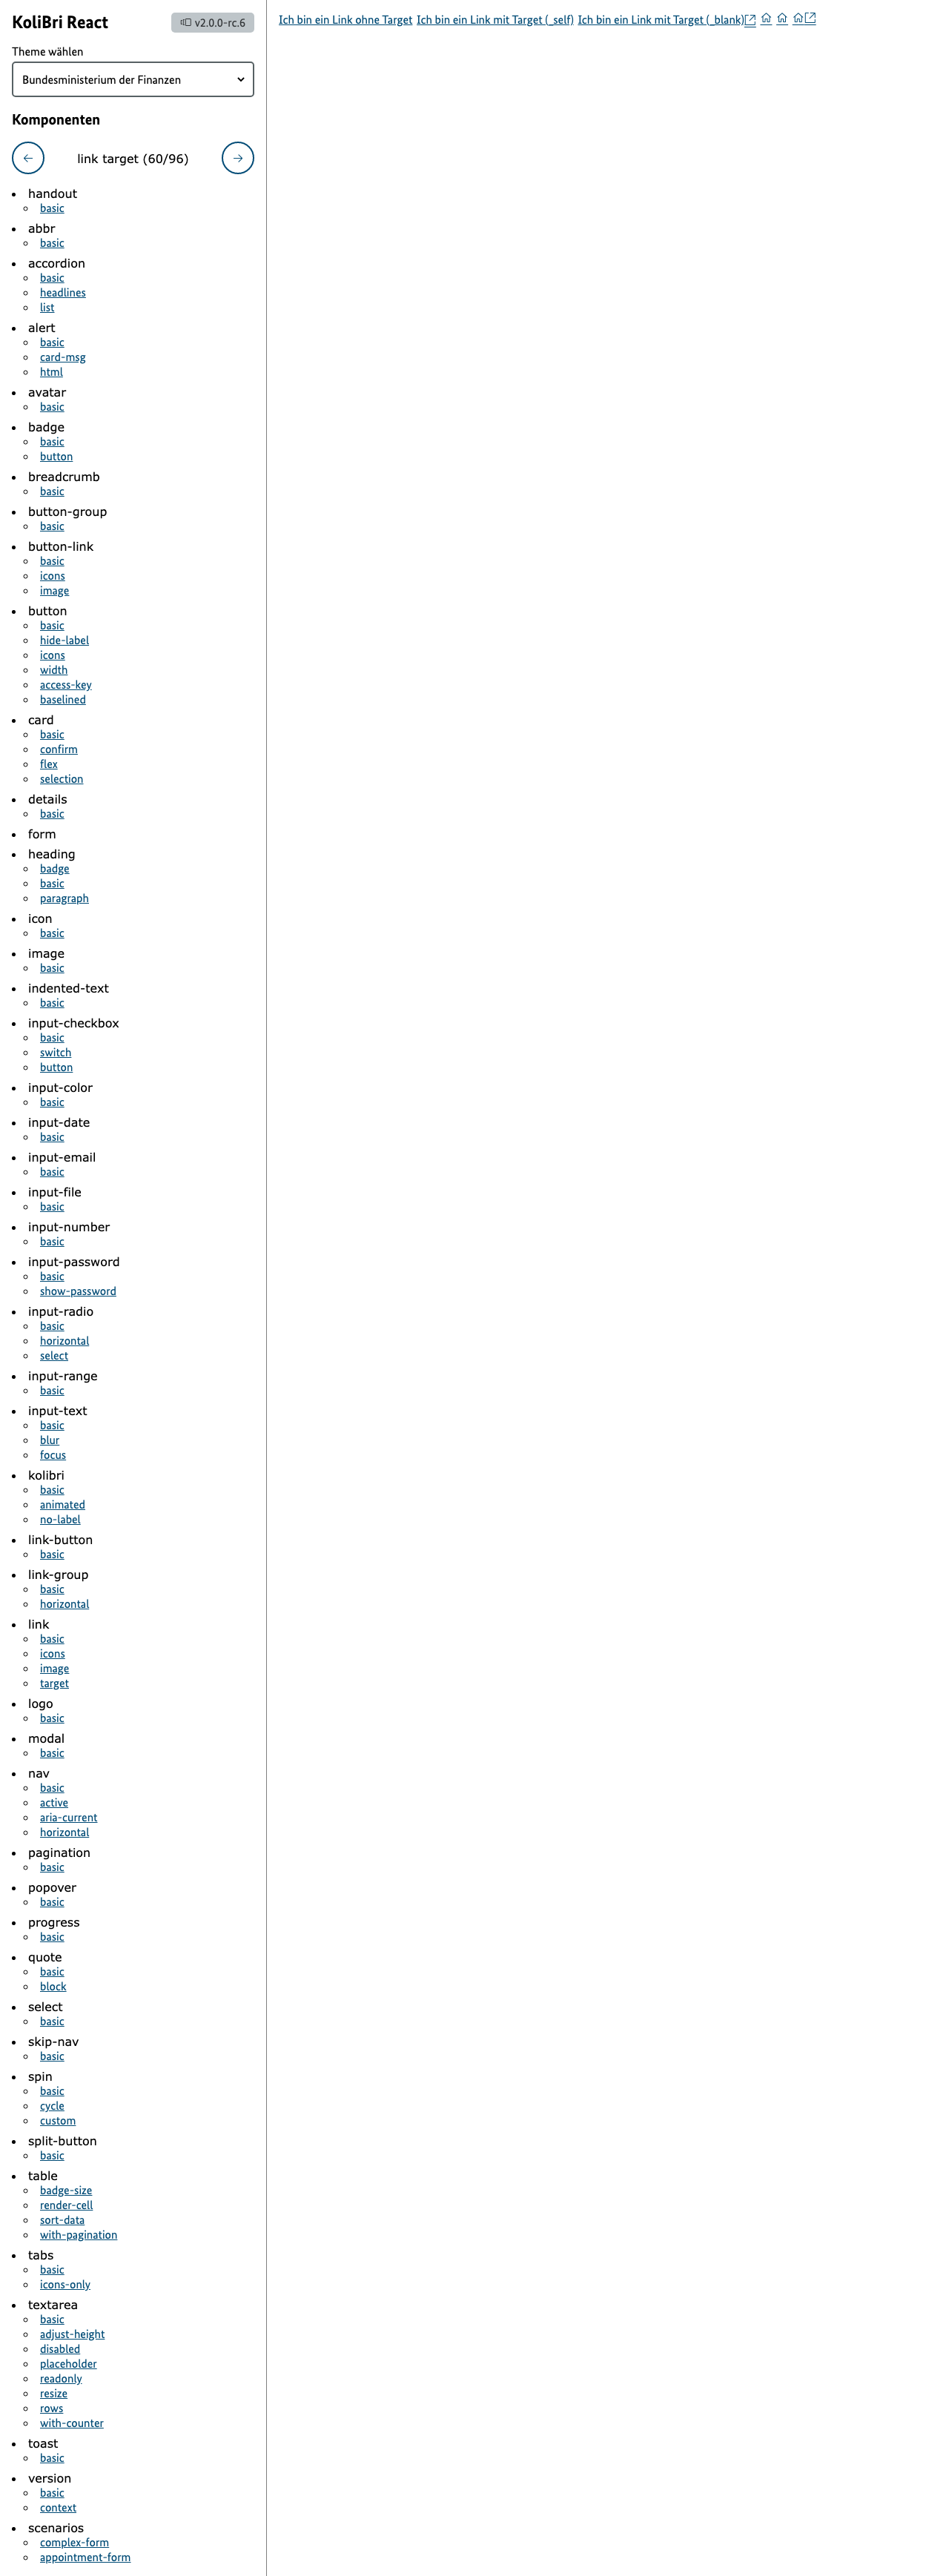 KoliBri React
v2.0.0-rc.6
Theme wählen
Bundesministerium der Finanzen
Komponenten
link target (60/96)
handout
basic
abbr
basic
accordion
basic
headlines
list
alert
basic
card-msg
html
avatar
basic
badge
basic
button
breadcrumb
basic
button-group
basic
button-link
basic
icons
image
button
basic
hide-label
icons
width
access-key
baselined
card
basic
confirm
flex
selection
details
basic
form
heading
badge
basic
paragraph
icon
basic
image
basic
indented-text
basic
input-checkbox
basic
switch
button
input-color
basic
input-date
basic
input-email
basic
input-file
basic
input-number
basic
input-password
basic
show-password
input-radio
basic
horizontal
select
input-range
basic
input-text
basic
blur
focus
kolibri
basic
animated
no-label
link-button
basic
link-group
basic
horizontal
link
basic
icons
image
target
logo
basic
modal
basic
nav
basic
active
aria-current
horizontal
pagination
basic
popover
basic
progress
basic
quote
basic
block
select
basic
skip-nav
basic
spin
basic
cycle
custom
split-button
basic
table
badge-size
render-cell
sort-data
with-pagination
tabs
basic
icons-only
textarea
basic
adjust-height
disabled
placeholder
readonly
resize
rows
with-counter
toast
basic
version
basic
context
scenarios
complex-form
appointment-form
Ich bin ein Link ohne Target Ich bin ein Link mit Target (_self) Ich bin ein Link mit Target (_blank)